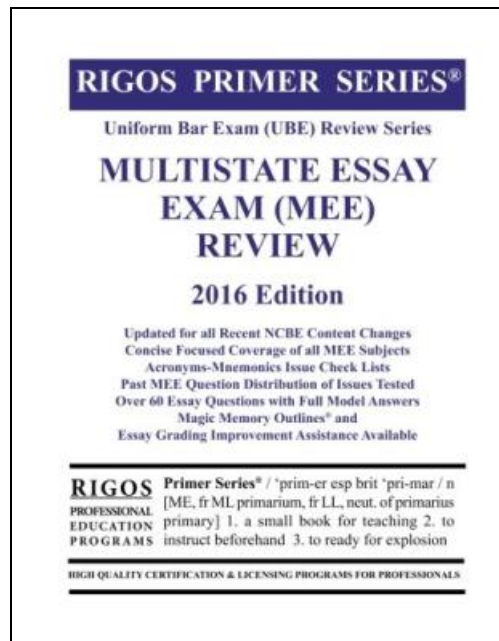 RIGOS PRIMER SERIES®
Uniform Bar Exam (UBE) Review Series
MULTISTATE ESSAY
EXAM (MEE)
REVIEW
2016 Edition
Updated for all Recent NCBE Content Changes
Concise Focused Coverage of all MEE Subjects
Acronyms-Mnemonics Issue Check Lists
Past MEE Question Distribution of Issues Tested
Over 60 Essay Questions with Full Model Answers
Magic Memory Outlines® and
Essay Grading Improvement Assistance Available
RIGOS
PROFESSIONAL
EDUCATION
PROGRAMS
Primer Series® / 'prim-er esp brit 'pri-mar / n
[ME, fr ML primarium, fr LL, neut. of primarius
primary] 1. a small book for teaching 2. to
instruct beforehand 3. to ready for explosion
HIGH QUALITY CERTIFICATION & LICENSING PROGRAMS FOR PROFESSIONALS